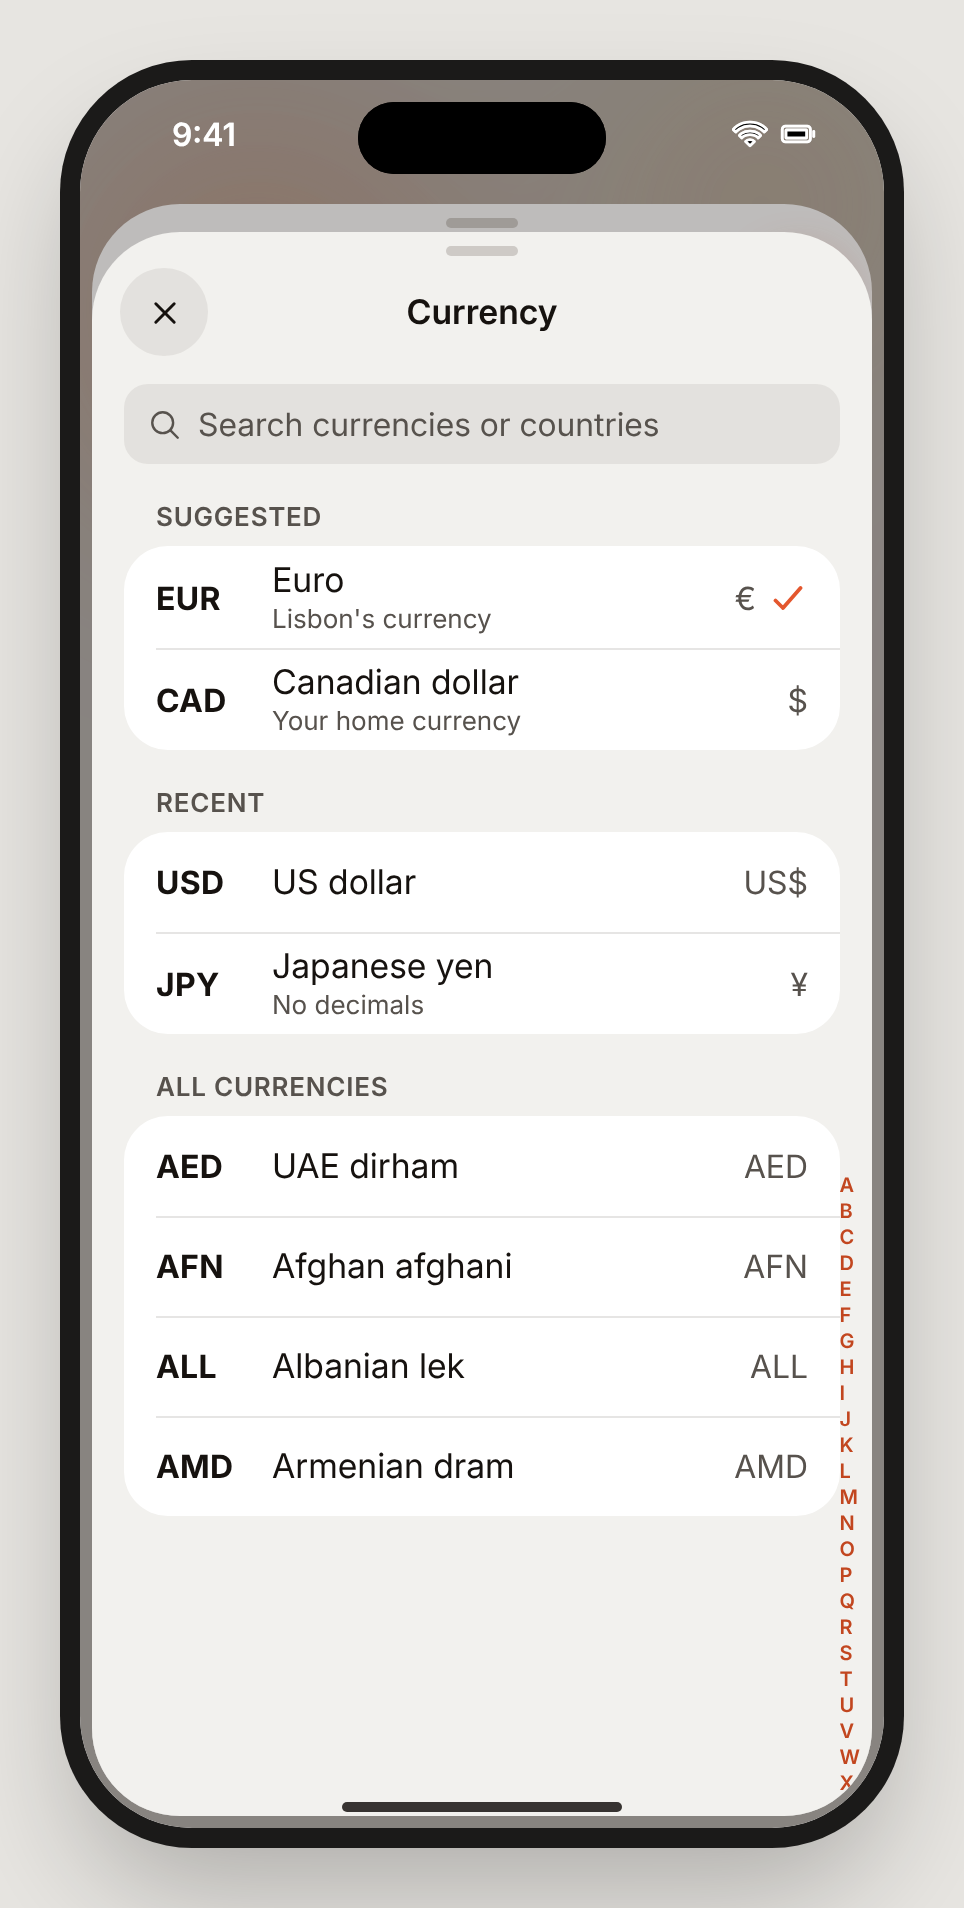 9:41
Currency
Search currencies or countries
SUGGESTED
EUR Euro € 
Lisbon's currency
CAD Canadian dollar $
Your home currency
RECENT
USD US dollar US$
JPY Japanese yen ¥
No decimals
ALL CURRENCIES
AED UAE dirham AED
AFN Afghan afghani AFN
ALL Albanian lek ALL
AMD Armenian dram AMD
A
B
C
D
E
F
G
H
I
J
K
L
M
N
O
P
Q
R
S
T
U
V
W
X